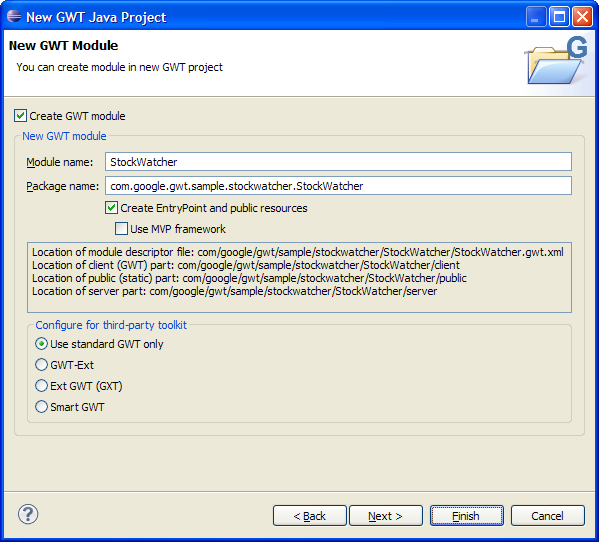 New GWT Java Project
New GWT Module
You can create module in new GWT project
G
Create GWT module
New GWT module
Module name: StockWatcher
Package name: com.google.gwt.sample.stockwatcher.StockWatcher
Create EntryPoint and public resources
Use MVP framework
Location of module descriptor file: com/google/gwt/sample/stockwatcher/StockWatcher/StockWatcher.gwt.xml
Location of client (GWT) part: com/google/gwt/sample/stockwatcher/StockWatcher/client
Location of public (static) part: com/google/gwt/sample/stockwatcher/StockWatcher/public
Location of server part: com/google/gwt/sample/stockwatcher/StockWatcher/server
Configure for third-party toolkit
Use standard GWT only
GWT-Ext
Ext GWT (GXT)
Smart GWT
? < Back Next > Finish Cancel